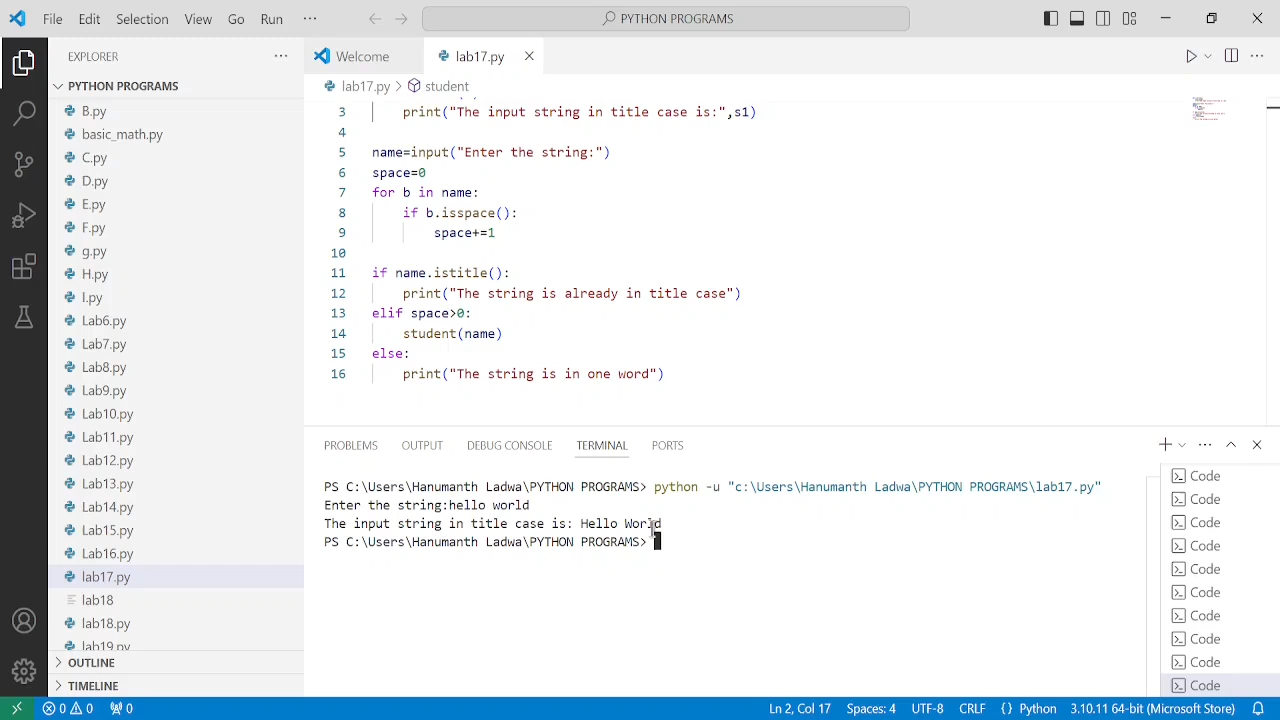 File Edit Selection View Go Run ··· PYTHON PROGRAMS
EXPLORER ···
PYTHON PROGRAMS
B.py
basic_math.py
C.py
D.py
E.py
F.py
g.py
H.py
I.py
Lab6.py
Lab7.py
Lab8.py
Lab9.py
Lab10.py
Lab11.py
Lab12.py
Lab13.py
Lab14.py
Lab15.py
Lab16.py
lab17.py
lab18
lab18.py
lab19.py
OUTLINE
TIMELINE
Welcome lab17.py
lab17.py > student
3 print("The input string in title case is:",s1)
4
5 name=input("Enter the string:")
6 space=0
7 for b in name:
8 if b.isspace():
9 space+=1
10
11 if name.istitle():
12 print("The string is already in title case")
13 elif space>0:
14 student(name)
15 else:
16 print("The string is in one word")
PROBLEMS OUTPUT DEBUG CONSOLE TERMINAL PORTS
PS C:\Users\Hanumanth Ladwa\PYTHON PROGRAMS> python -u "c:\Users\Hanumanth Ladwa\PYTHON PROGRAMS\lab17.py"
Enter the string:hello world
The input string in title case is: Hello World
PS C:\Users\Hanumanth Ladwa\PYTHON PROGRAMS>
Code
Code
Code
Code
Code
Code
Code
Code
Code
Code
0 0 0 Ln 2, Col 17 Spaces: 4 UTF-8 CRLF {} Python 3.10.11 64-bit (Microsoft Store)